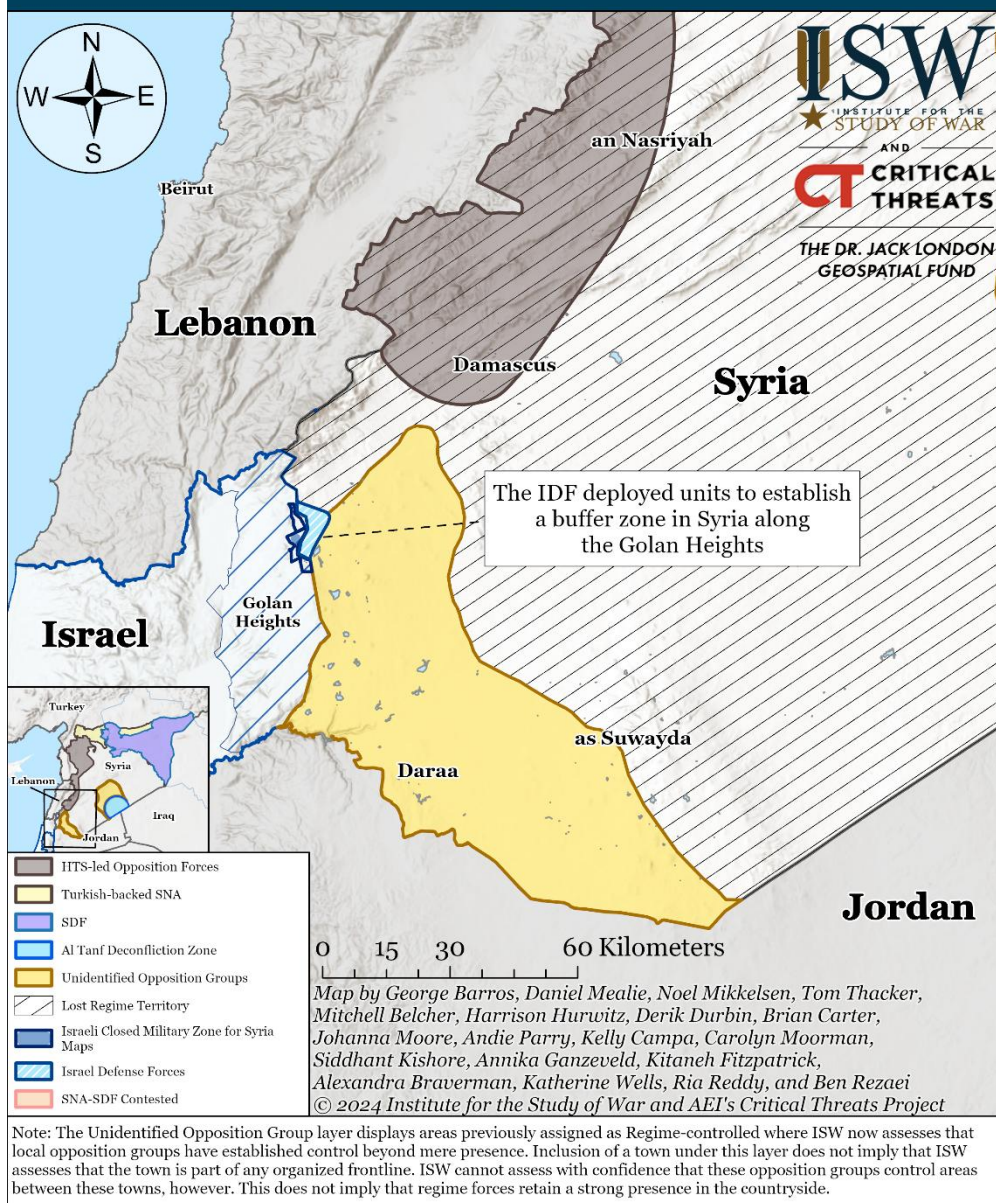 N
W E
S
ISW
INSTITUTE FOR THE
STUDY OF WAR
AND
CT CRITICAL
THREATS
THE DR. JACK LONDON
GEOSPATIAL FUND
an Nasriyah
Beirut
Lebanon
Damascus
Syria
The IDF deployed units to establish
a buffer zone in Syria along
the Golan Heights
Golan
Heights
Israel
as Suwayda
Daraa
Jordan
Turkey
Syria
Lebanon
Iraq
Jordan
HTS-led Opposition Forces
Turkish-backed SNA
SDF
Al Tanf Deconfliction Zone
Unidentified Opposition Groups
Lost Regime Territory
Israeli Closed Military Zone for Syria
Maps
Israel Defense Forces
SNA-SDF Contested
0 15 30 60 Kilometers
Map by George Barros, Daniel Mealie, Noel Mikkelsen, Tom Thacker,
Mitchell Belcher, Harrison Hurwitz, Derik Durbin, Brian Carter,
Johanna Moore, Andie Parry, Kelly Campa, Carolyn Moorman,
Siddhant Kishore, Annika Ganzeveld, Kitaneh Fitzpatrick,
Alexandra Braverman, Katherine Wells, Ria Reddy, and Ben Rezaei
© 2024 Institute for the Study of War and AEI's Critical Threats Project
Note: The Unidentified Opposition Group layer displays areas previously assigned as Regime-controlled where ISW now assesses that
local opposition groups have established control beyond mere presence. Inclusion of a town under this layer does not imply that ISW
assesses that the town is part of any organized frontline. ISW cannot assess with confidence that these opposition groups control areas
between these towns, however. This does not imply that regime forces retain a strong presence in the countryside.